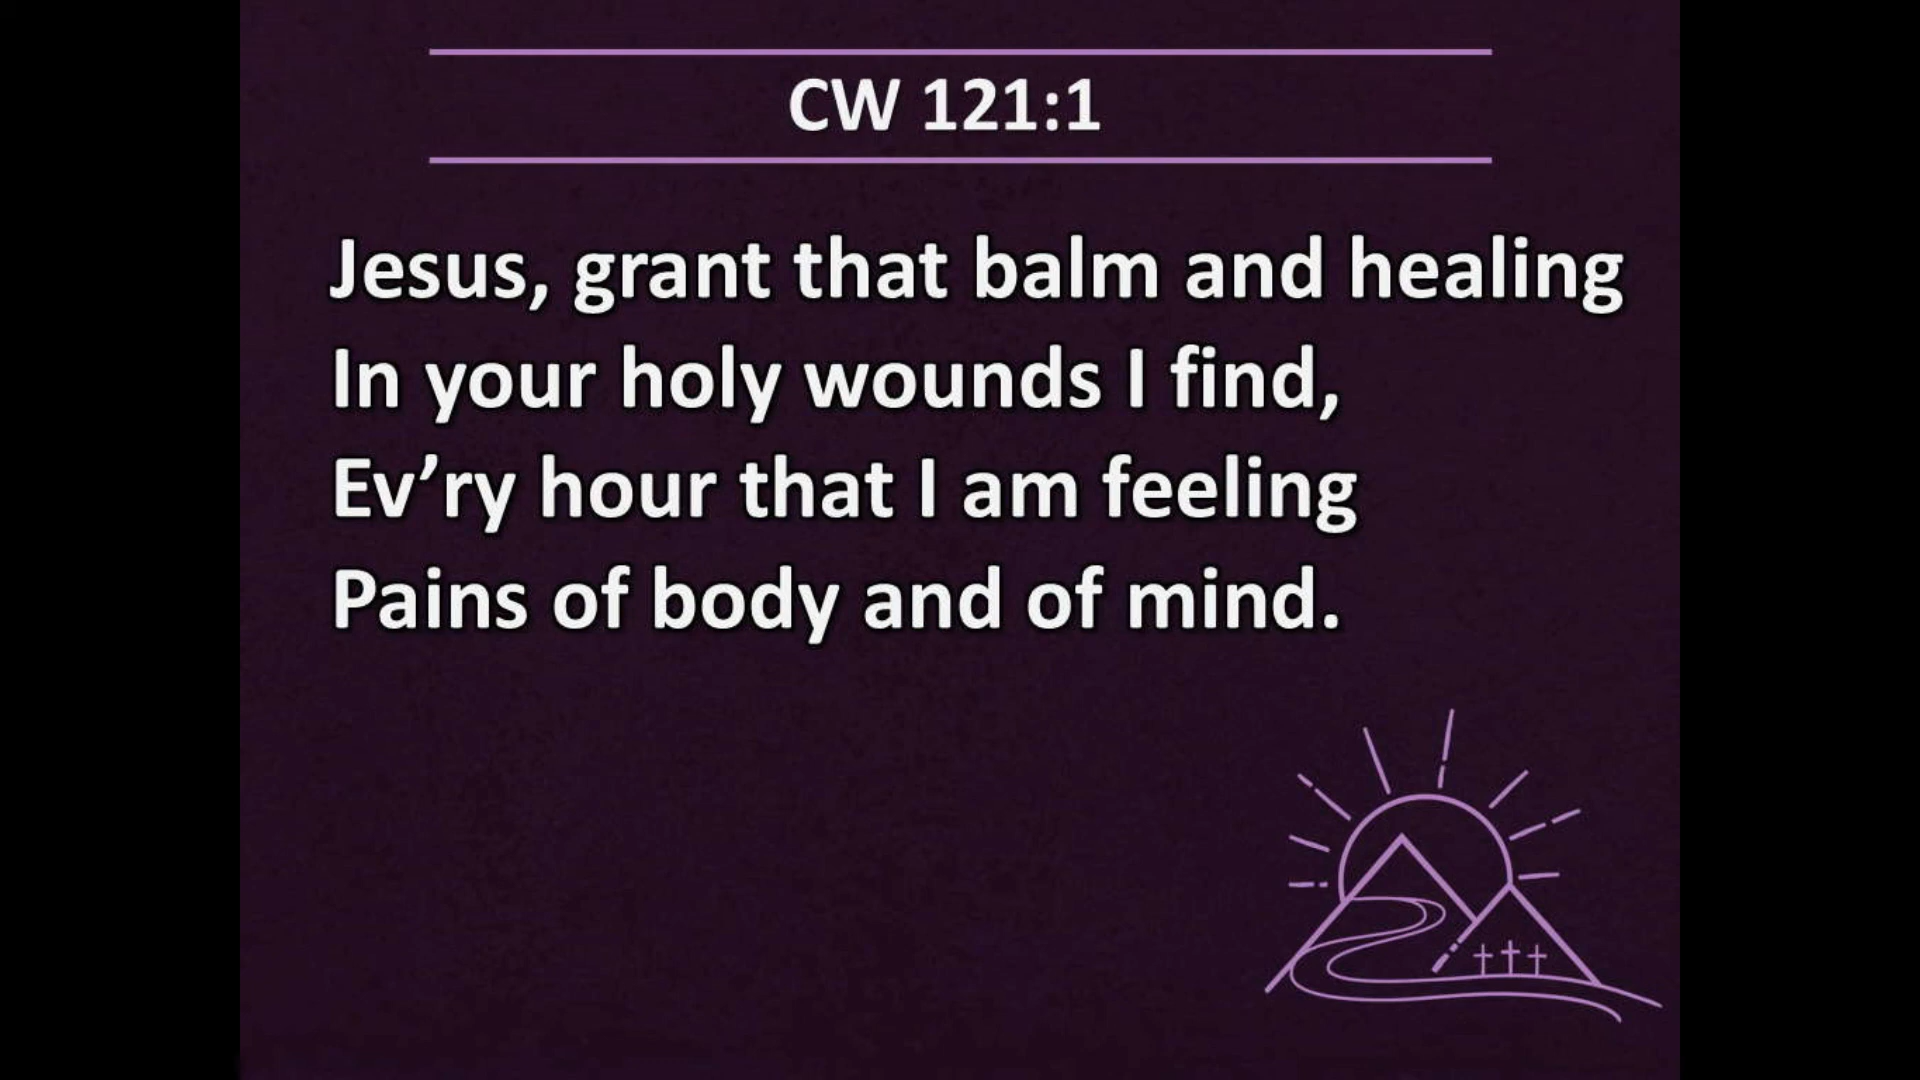 CW 121:1
Jesus, grant that balm and healing
In your holy wounds I find,
Ev’ry hour that I am feeling
Pains of body and of mind.